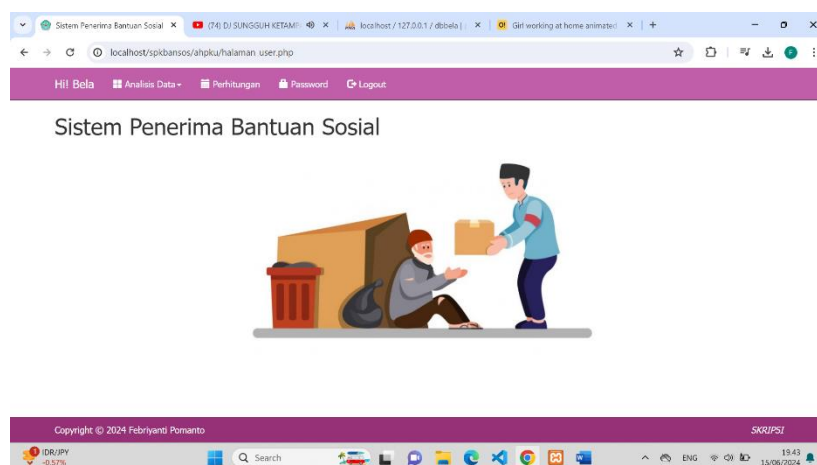 Sistem Penerima Bantuan Sosial
(74) DJ SUNGGUH KETAM
localhost / 127.0.0.1 / dbbela |
Girl working at home animated
localhost/spkbansos/ahpku/halaman user.php
Hi! Bela
Analisis Data
Perhitungan
Password
Logout
Sistem Penerima Bantuan Sosial
Copyright © 2024 Febriyanti Pomanto
SKRIPSI
IDR/JPY
-0.57%
Search
ENG
19.43
15/06/2024